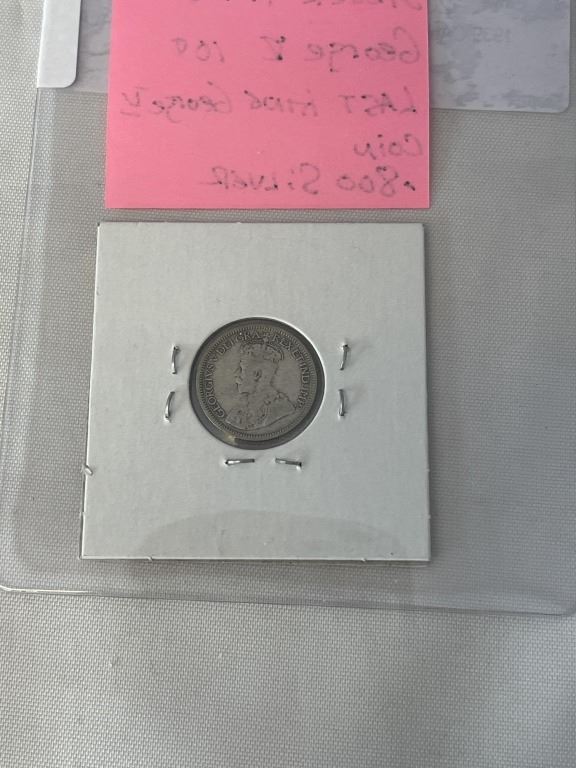 George V 10¢
LAST KING George V
Coin
.800 SiLVER
GEORGIVS V DEI GRA: REX ET IND:IMP: